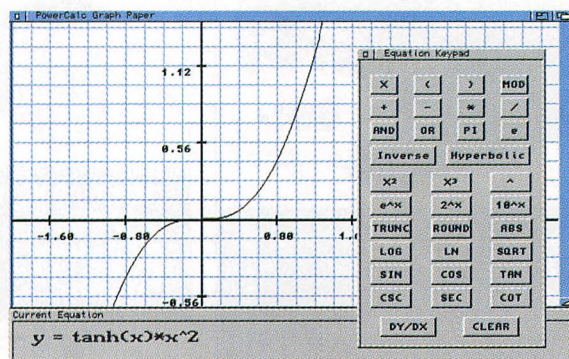 PowerCalc Graph Paper
1.12
0.56
-1.60 -0.80 0.80
-0.56
Equation Keypad
X ( ) MOD
+ - * /
AND OR PI e
Inverse Hyperbolic
X² X³ ^
e^x 2^x 10^x
TRUNC ROUND ABS
LOG LN SQRT
SIN COS TAN
CSC SEC COT
DY/DX CLEAR
Current Equation
y = tanh(x)*x^2